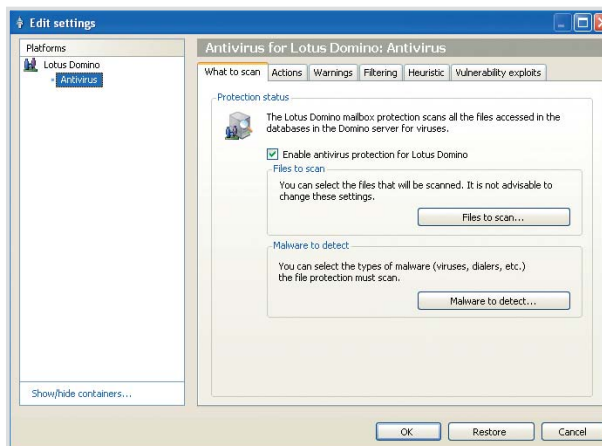 Edit settings
Platforms
Lotus Domino
Antivirus
Show/hide containers...
Antivirus for Lotus Domino: Antivirus
What to scan Actions Warnings Filtering Heuristic Vulnerability exploits
Protection status
The Lotus Domino mailbox protection scans all the files accessed in the
databases in the Domino server for viruses.
Enable antivirus protection for Lotus Domino
Files to scan
You can select the files that will be scanned. It is not advisable to
change these settings.
Files to scan...
Malware to detect
You can select the types of malware (viruses, dialers, etc.)
the file protection must scan.
Malware to detect...
OK Restore Cancel